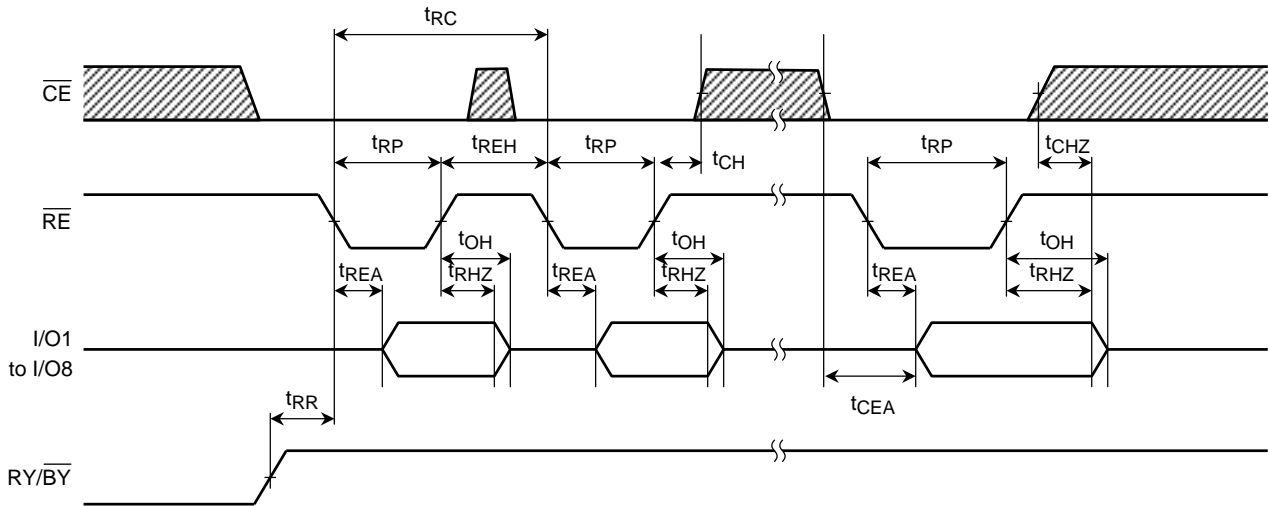 tRC
CE
tRP tREH tRP tCH tRP tCHZ
RE
tOH tOH tOH
tREA tRHZ tREA tRHZ tREA tRHZ
I/O1
to I/O8
tRR tCEA
RY/BY